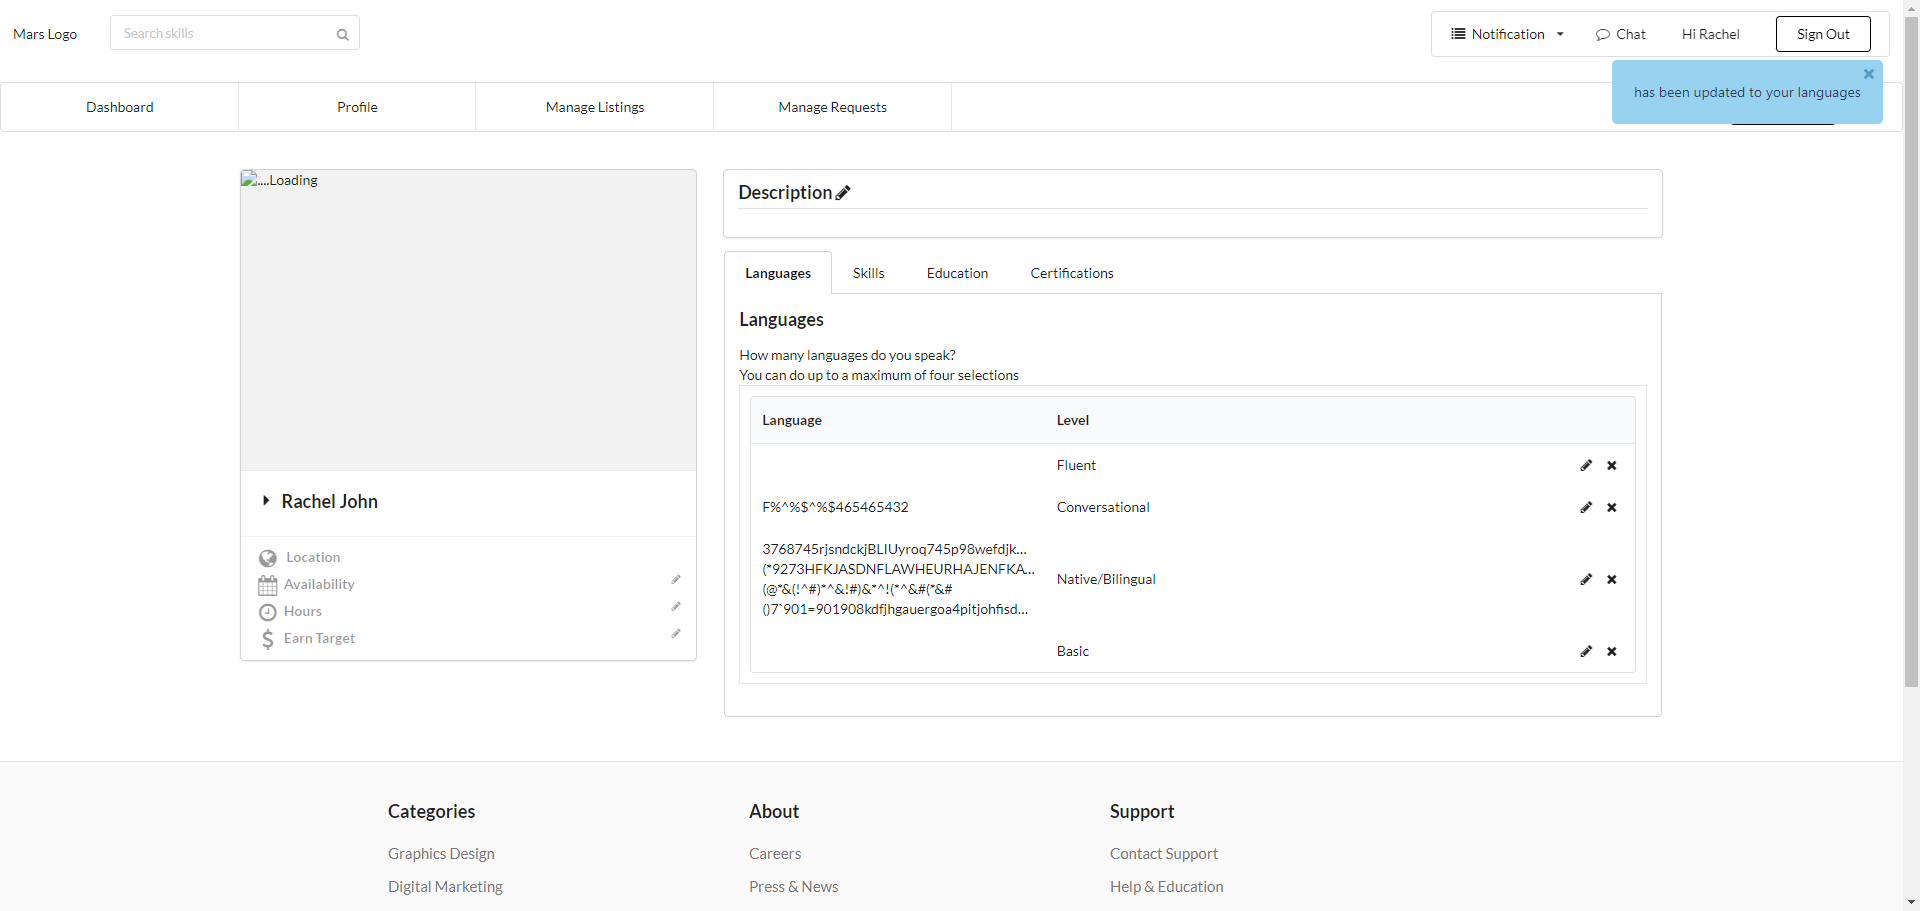 Mars Logo
Search skills
Notification
Chat
Hi Rachel
Sign Out
has been updated to your languages
Dashboard
Profile
Manage Listings
Manage Requests
....Loading
Rachel John
Location
Availability
Hours
Earn Target
Description
Languages
Skills
Education
Certifications
Languages
How many languages do you speak?
You can do up to a maximum of four selections
Language
Level
Fluent
F%^%$^%$465465432
Conversational
3768745rjsndckjBLIUyroq745p98wefdjk...
(*9273HFKJASDNFLAWHEURHAJENFKA...
(@*&(!^#)*^&!#)&*^!(*^&#(*&#
()7`901=901908kdfjhgauergoa4pitjohfisd...
Native/Bilingual
Basic
Categories
Graphics Design
Digital Marketing
About
Careers
Press & News
Support
Contact Support
Help & Education